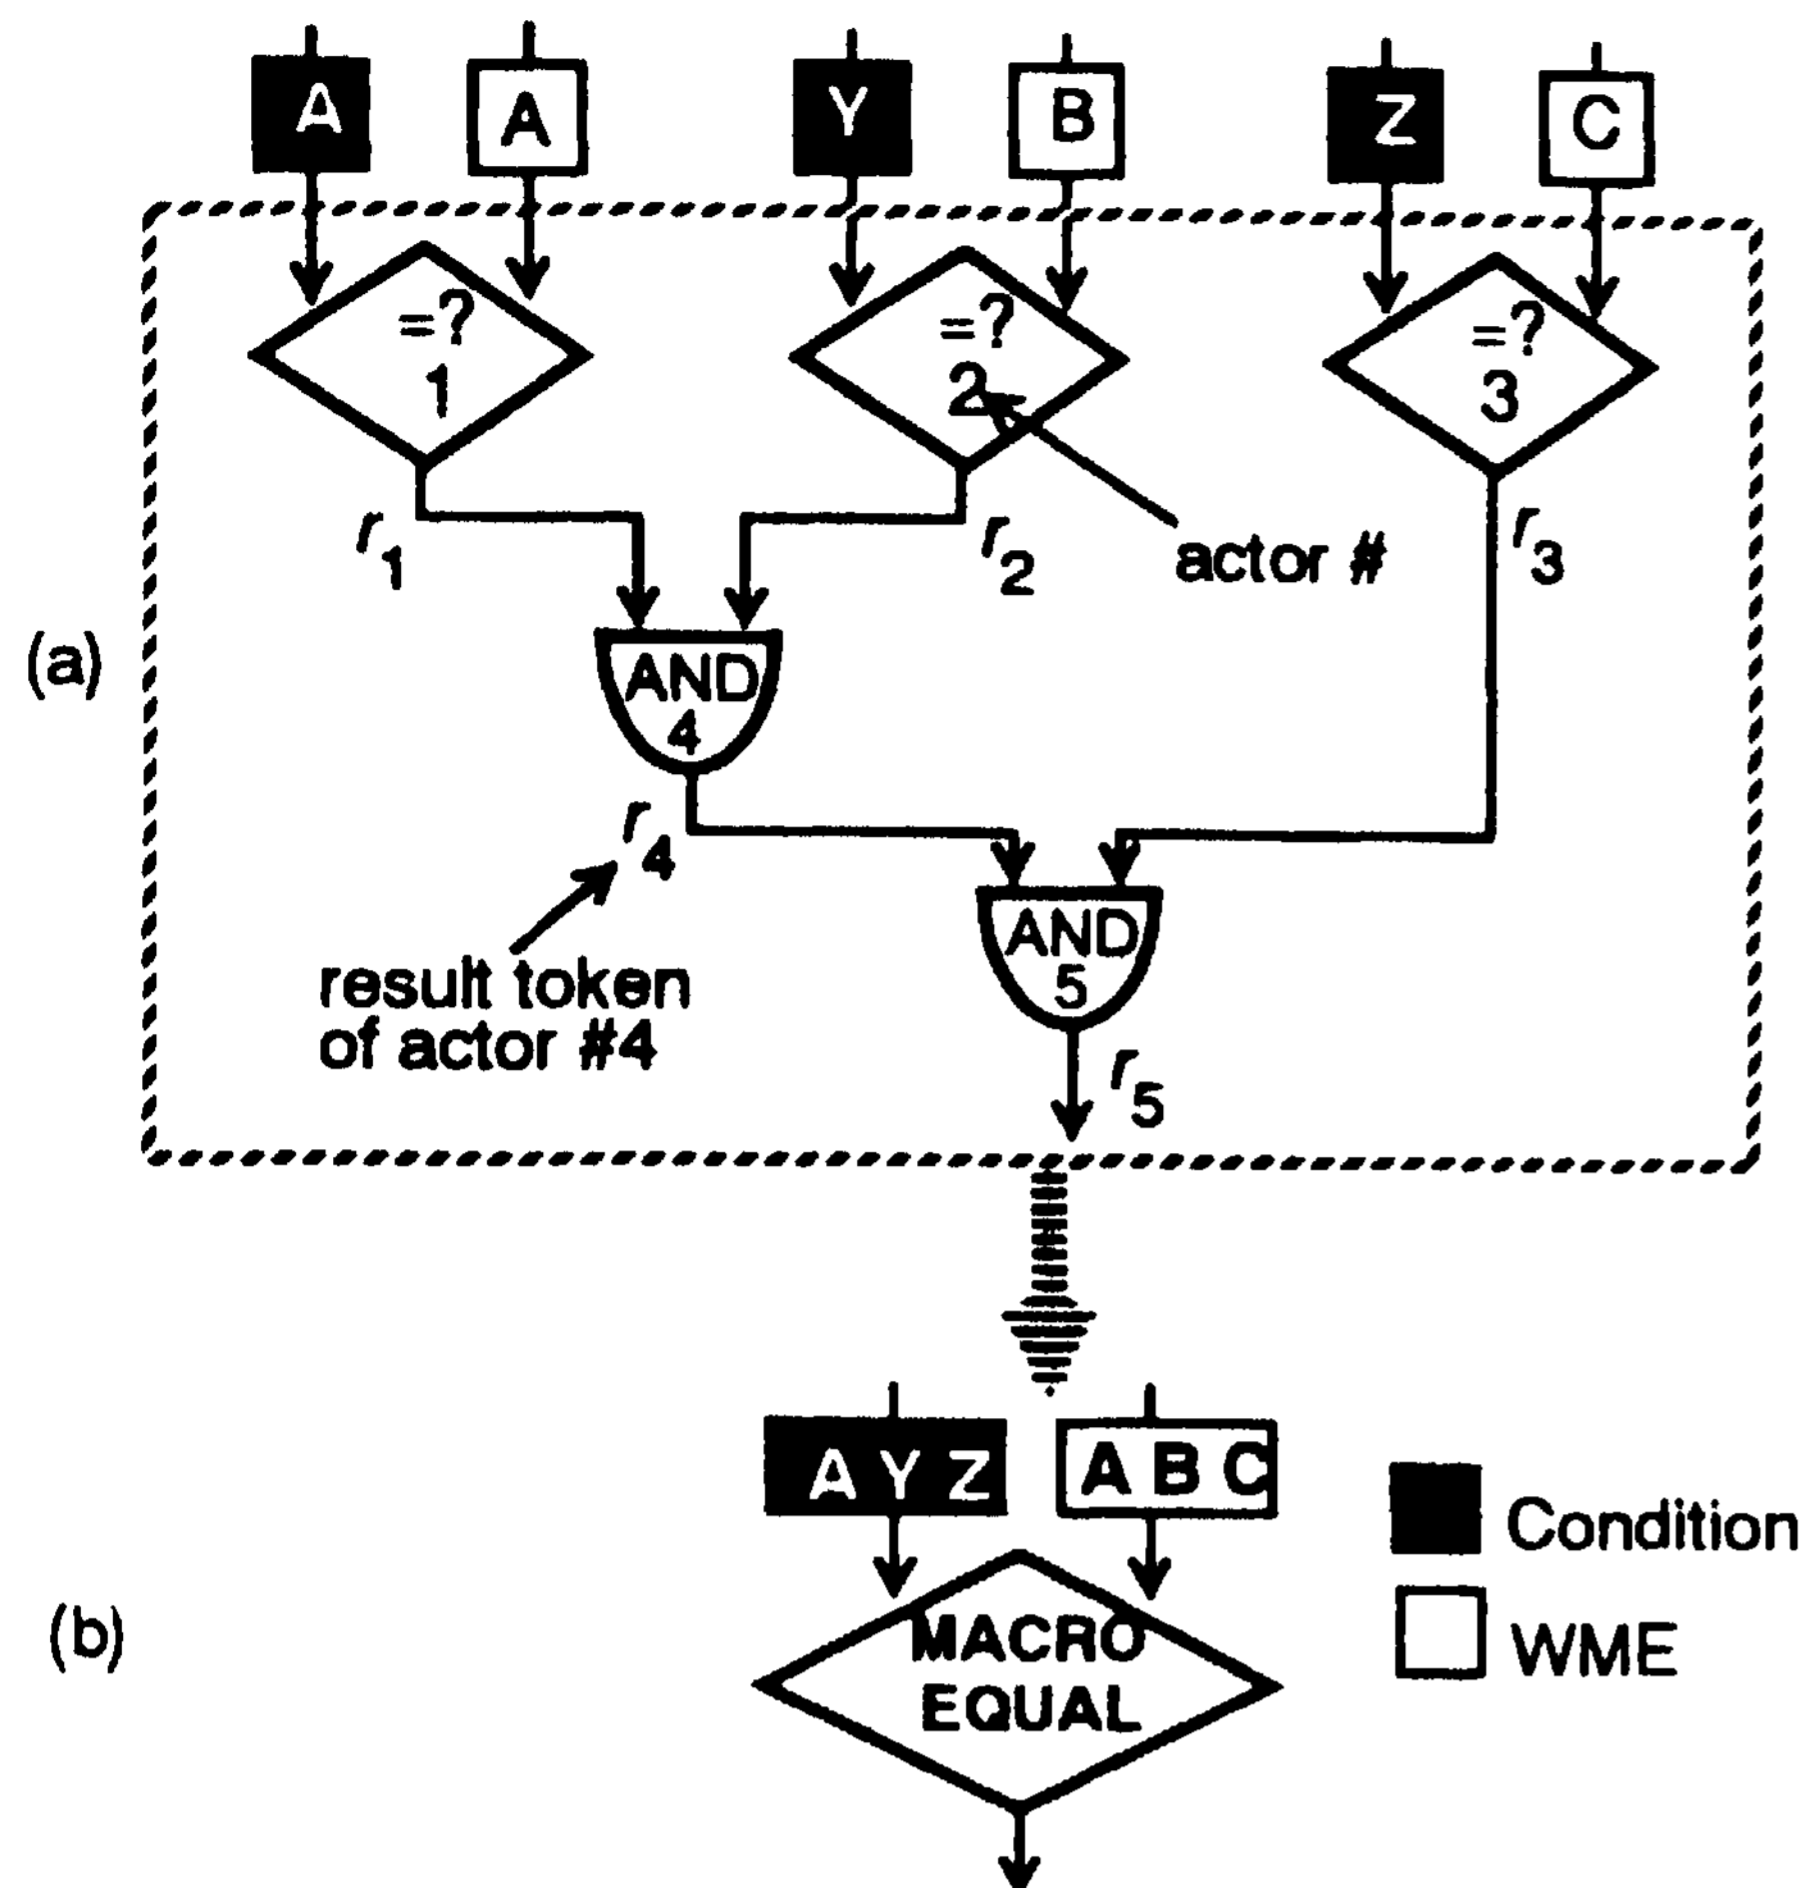 A A Y B Z C
=? =? =?
1 2 3
r1 r2 actor # r3
(a)
AND
4
r4
AND
5
result token
of actor #4
r5
A Y Z A B C
Condition
(b)
MACRO
EQUAL
WME